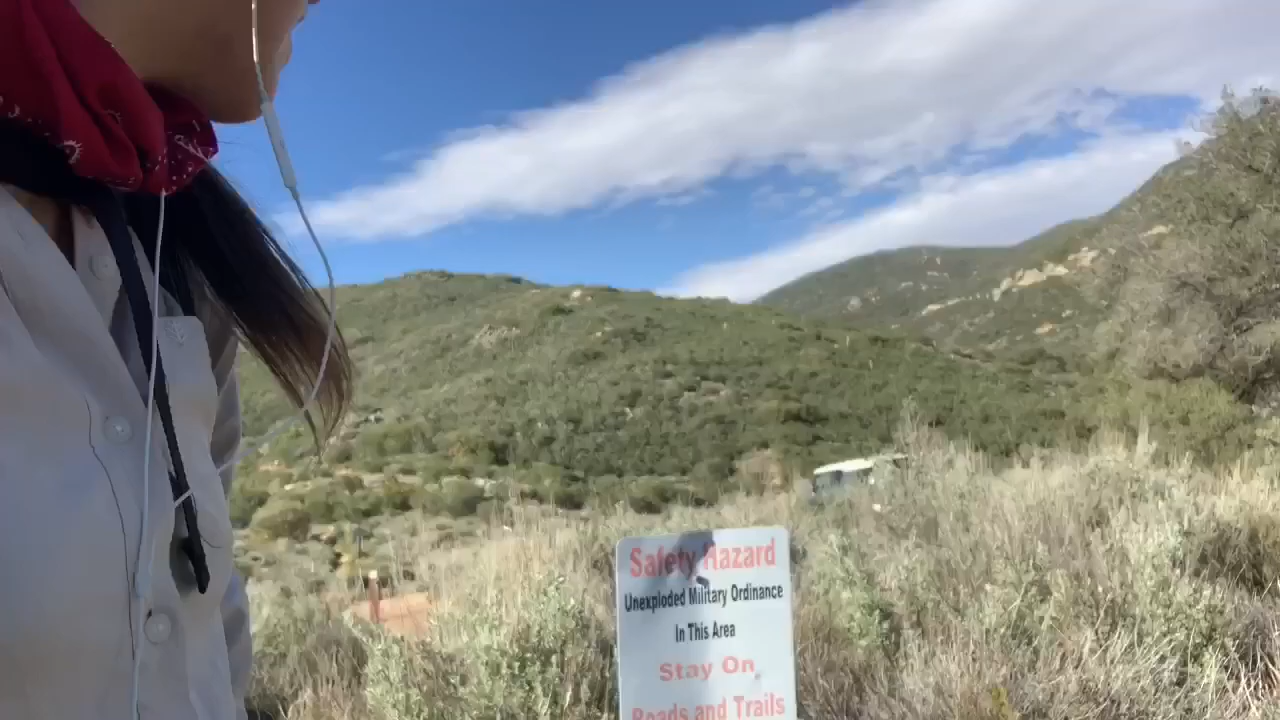 Safety Hazard
Unexploded Military Ordinance
In This Area
Stay On
Roads and Trails